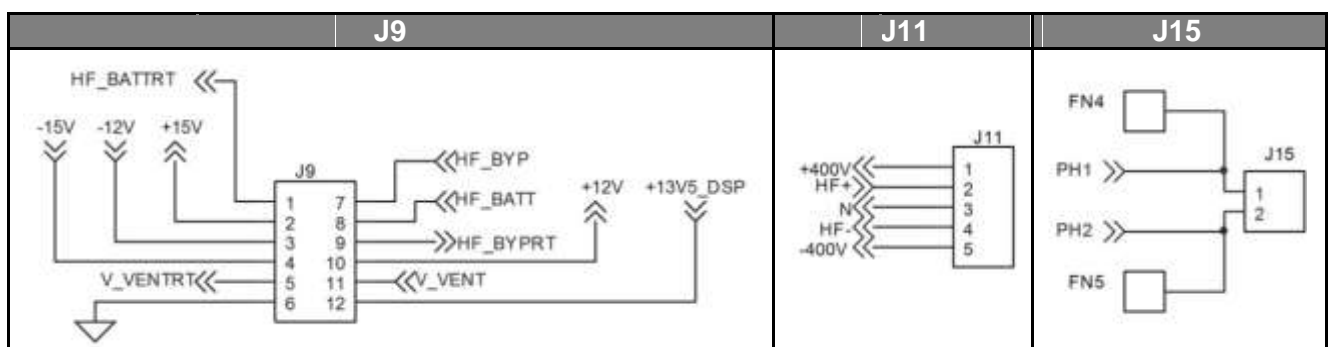 J9 J11 J15
HF_BATTRT
-15V -12V +15V
J9
HF_BYP
HF_BATT
HF_BYPRT
+12V +13V5_DSP
1 7
2 8
3 9
4 10
5 11
6 12
V_VENTRT
V_VENT
J11
+400V 1
HF+ 2
N 3
HF- 4
-400V 5
FN4
J15
PH1
1
2
PH2
FN5